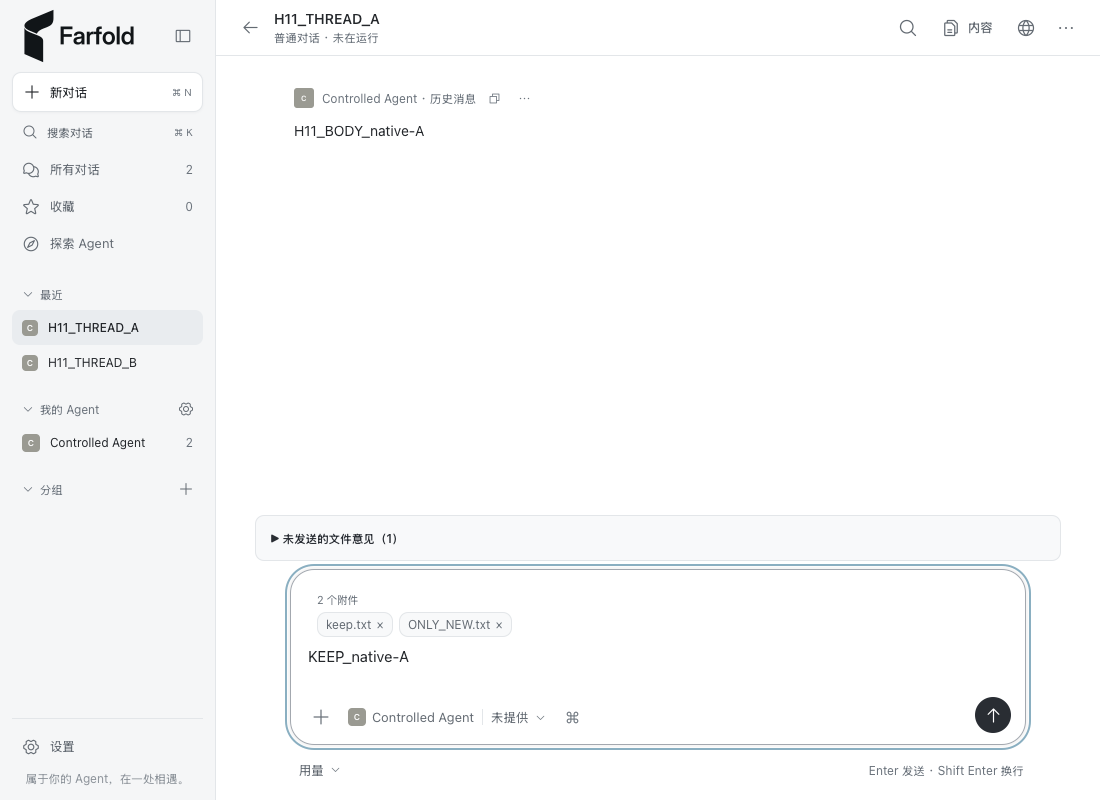 Farfold
新对话
⌘ N
搜索对话
⌘ K
所有对话
2
收藏
0
探索 Agent
最近
C
H11_THREAD_A
C
H11_THREAD_B
我的 Agent
C
Controlled Agent
2
分组
设置
属于你的 Agent，在一处相遇。
H11_THREAD_A
普通对话 · 未在运行
内容
C
Controlled Agent · 历史消息
H11_BODY_native-A
未发送的文件意见（1）
2 个附件
keep.txt ×
ONLY_NEW.txt ×
KEEP_native-A
C
Controlled Agent
未提供
⌘
用量
Enter 发送 · Shift Enter 换行